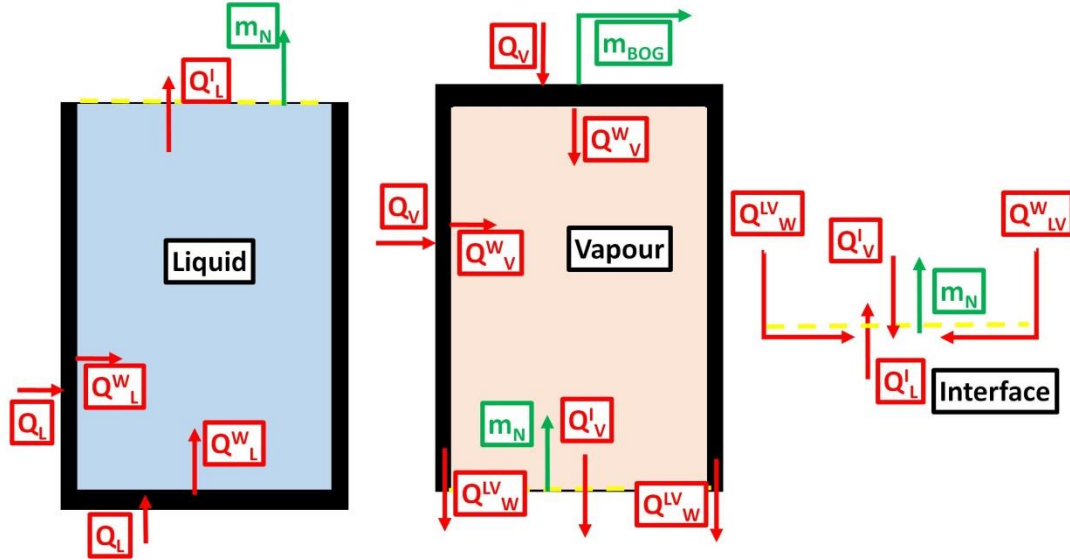 m_N
Q^I_L
Liquid
Q^W_L
Q_L
Q^W_L
Q_L
Q_V
m_BOG
Q^W_V
Q_V
Q^W_V
Vapour
m_N
Q^I_V
Q^LV_W
Q^LV_W
Q^LV_W
Q^W_LV
Q^I_V
m_N
Q^I_L
Interface